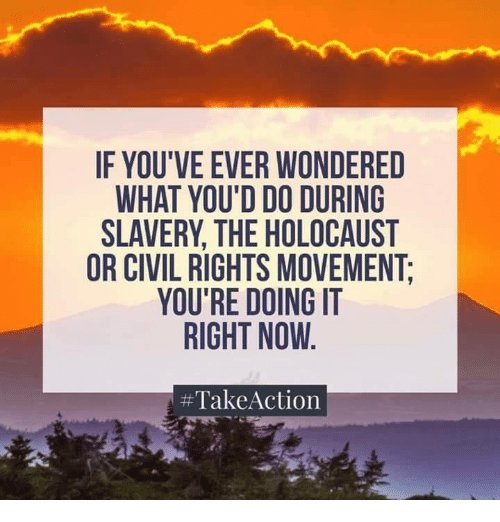 IF YOU'VE EVER WONDERED
WHAT YOU'D DO DURING
SLAVERY, THE HOLOCAUST
OR CIVIL RIGHTS MOVEMENT;
YOU'RE DOING IT
RIGHT NOW.
#TakeAction